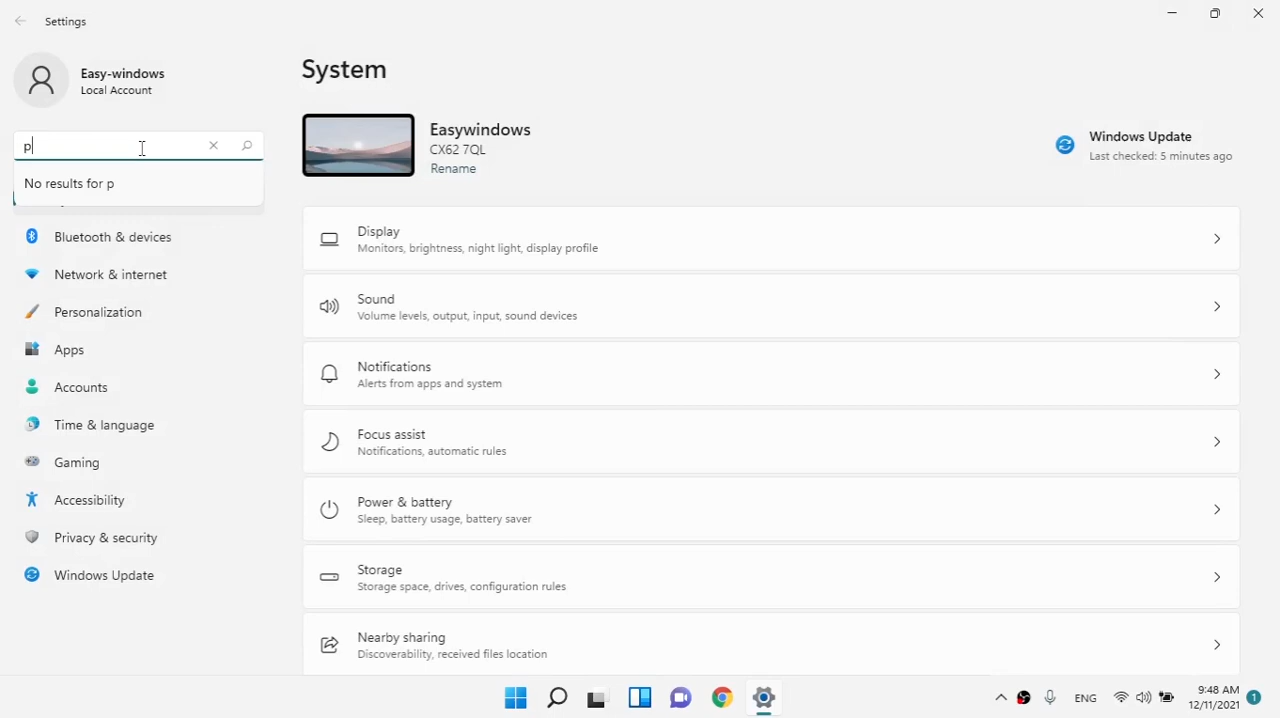 Settings
Easy-windows
Local Account
p
No results for p
Bluetooth & devices
Network & internet
Personalization
Apps
Accounts
Time & language
Gaming
Accessibility
Privacy & security
Windows Update
System
Easywindows
CX62 7QL
Rename
Windows Update
Last checked: 5 minutes ago
Display
Monitors, brightness, night light, display profile
Sound
Volume levels, output, input, sound devices
Notifications
Alerts from apps and system
Focus assist
Notifications, automatic rules
Power & battery
Sleep, battery usage, battery saver
Storage
Storage space, drives, configuration rules
Nearby sharing
Discoverability, received files location
ENG
9:48 AM
12/11/2021
1